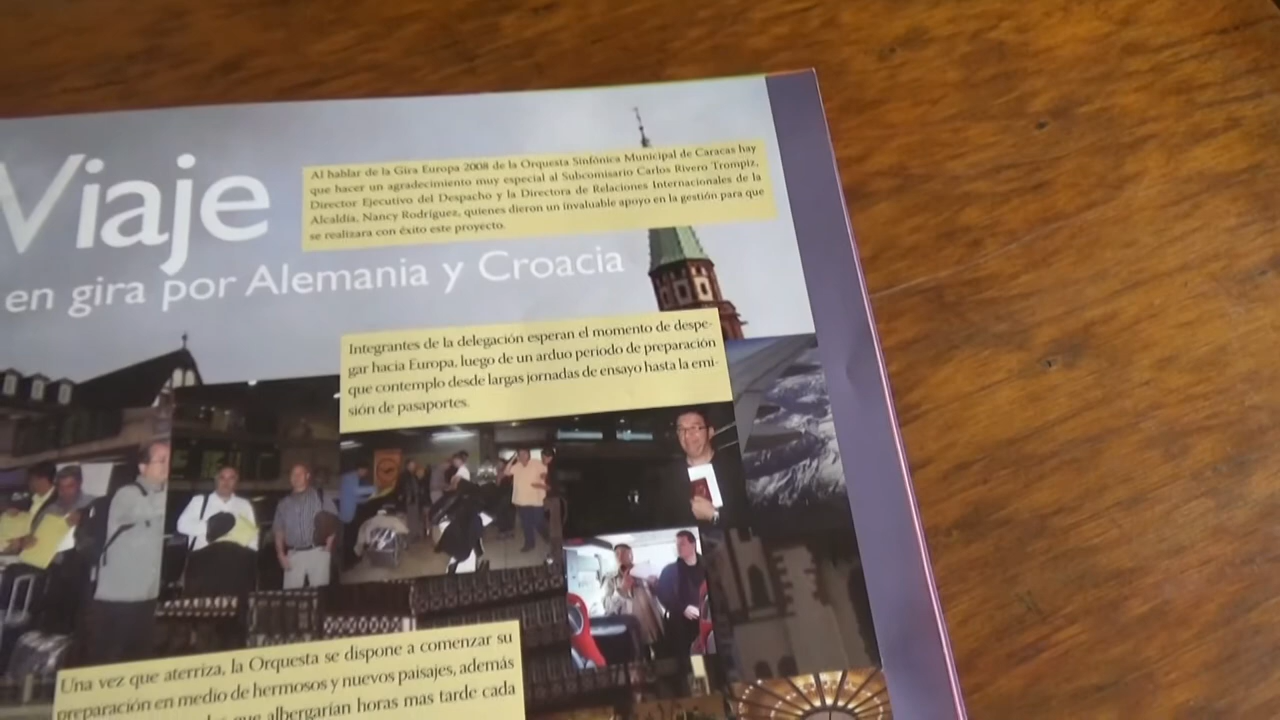 Viaje
en gira por Alemania y Croacia
Al hablar de la Gira Europa 2008 de la Orquesta Sinfónica Municipal de Caracas hay
que hacer un agradecimiento muy especial al Subcomisario Carlos Rivero Trompiz,
Director Ejecutivo del Despacho y la Directora de Relaciones Internacionales de la
Alcaldía, Nancy Rodríguez, quienes dieron un invaluable apoyo en la gestión para que
se realizara con éxito este proyecto.
Integrantes de la delegación esperan el momento de despe-
gar hacia Europa, luego de un arduo periodo de preparación
que contemplo desde largas jornadas de ensayo hasta la emi-
sión de pasaportes.
Una vez que aterriza, la Orquesta se dispone a comenzar su
preparación en medio de hermosos y nuevos paisajes, además
que albergarían horas mas tarde cada